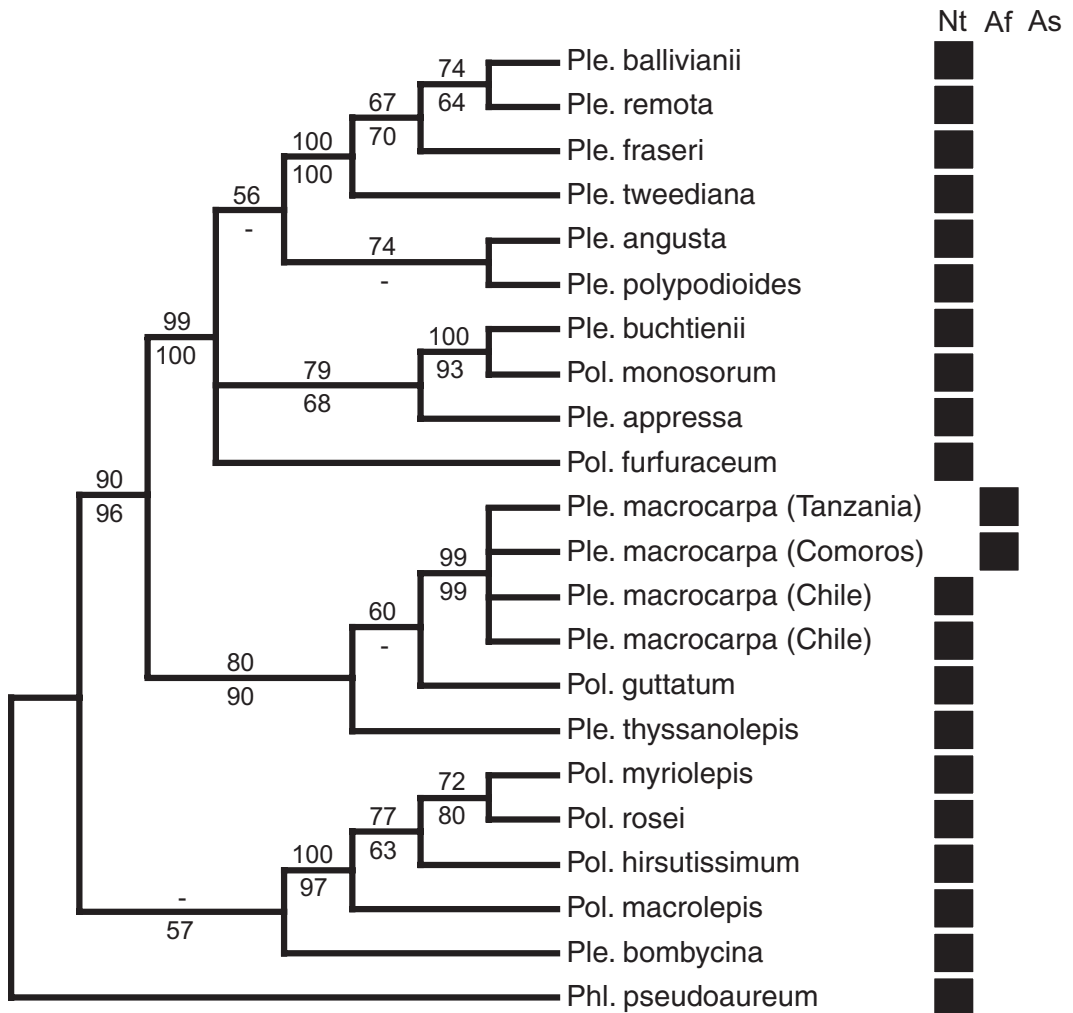 Nt Af As
Ple. ballivianii
74
64
Ple. remota
67
70
Ple. fraseri
100
100
Ple. tweediana
56
-
Ple. angusta
74
-
Ple. polypodioides
Ple. buchtienii
100
93
Pol. monosorum
79
68
Ple. appressa
99
100
Pol. furfuraceum
90
96
Ple. macrocarpa (Tanzania)
Ple. macrocarpa (Comoros)
99
99
Ple. macrocarpa (Chile)
60
-
Ple. macrocarpa (Chile)
80
90
Pol. guttatum
Ple. thyssanolepis
Pol. myriolepis
72
80
Pol. rosei
77
63
Pol. hirsutissimum
100
97
Pol. macrolepis
-
57
Ple. bombycina
Phl. pseudoaureum